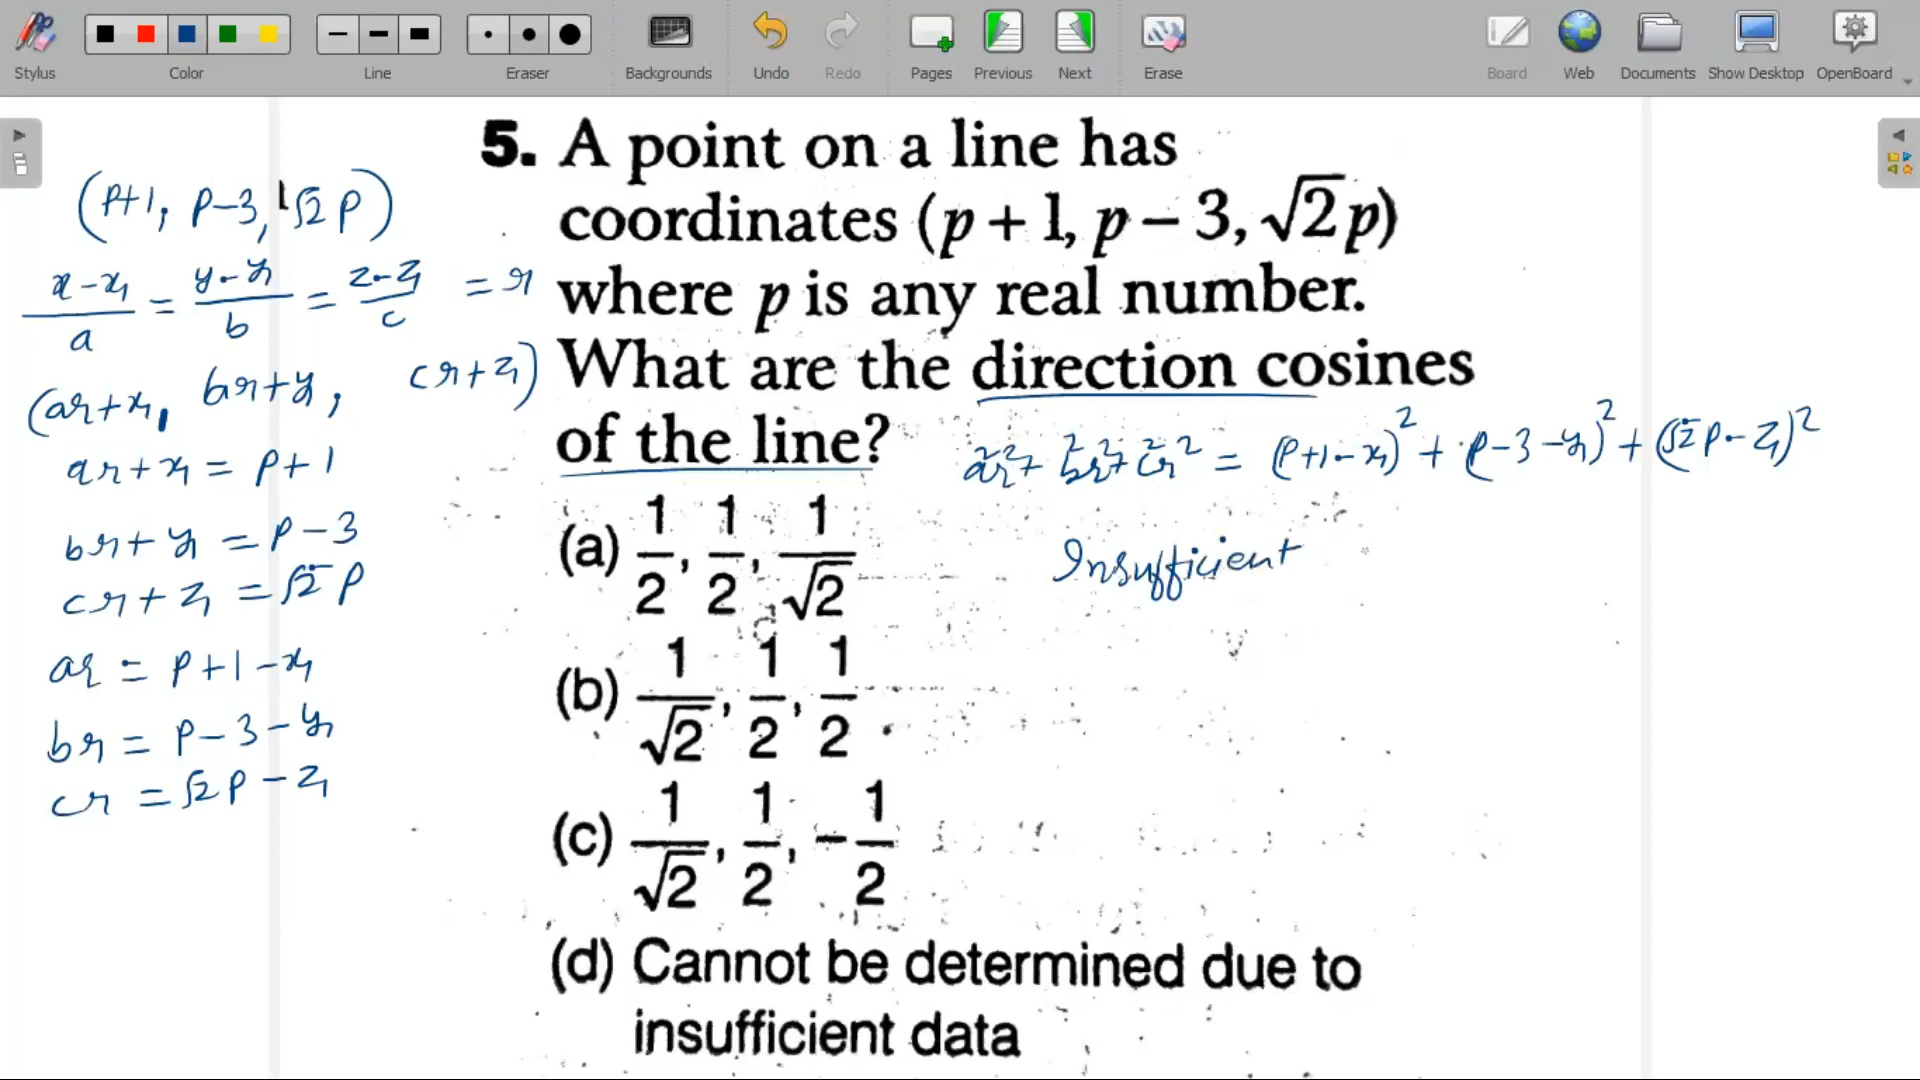 Stylus Color Line Eraser Backgrounds Undo Redo Pages Previous Next Erase Board Web Documents Show Desktop OpenBoard
5. A point on a line has
coordinates (p + 1, p − 3, √2p)
where p is any real number.
What are the direction cosines
of the line?
(a) 1/2, 1/2, 1/√2
(b) 1/√2, 1/2, 1/2
(c) 1/√2, 1/2, −1/2
(d) Cannot be determined due to
insufficient data
(p+1, p−3, √2 p)
x−x₁/a = y−y₁/b = z−z₁/c = r
(ar+x₁, br+y₁, cr+z₁)
ar+x₁ = p+1
br+y₁ = p−3
cr+z₁ = √2 p
ar = p+1−x₁
br = p−3−y₁
cr = √2 p − z₁
a²r²+ b²r²+ c²r² = (p+1−x₁)² + (p−3−y₁)² + (√2p−z₁)²
Insufficient